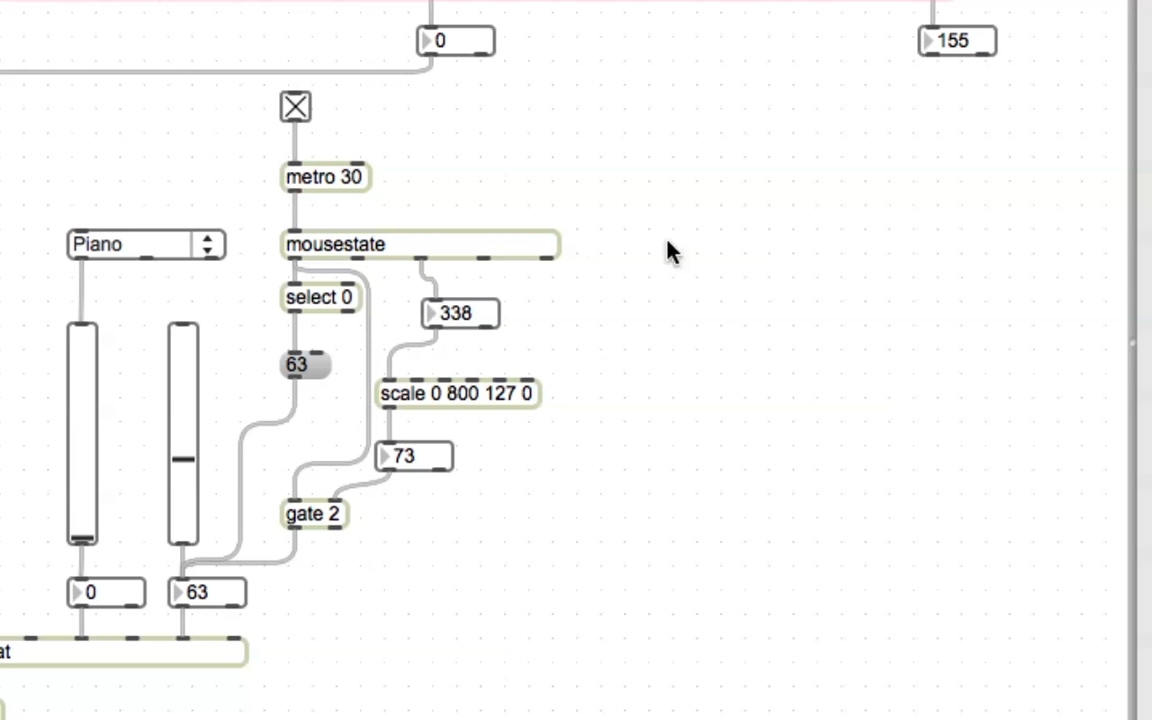 0
155
metro 30
Piano
mousestate
select 0
338
63
scale 0 800 127 0
73
gate 2
0
63
at